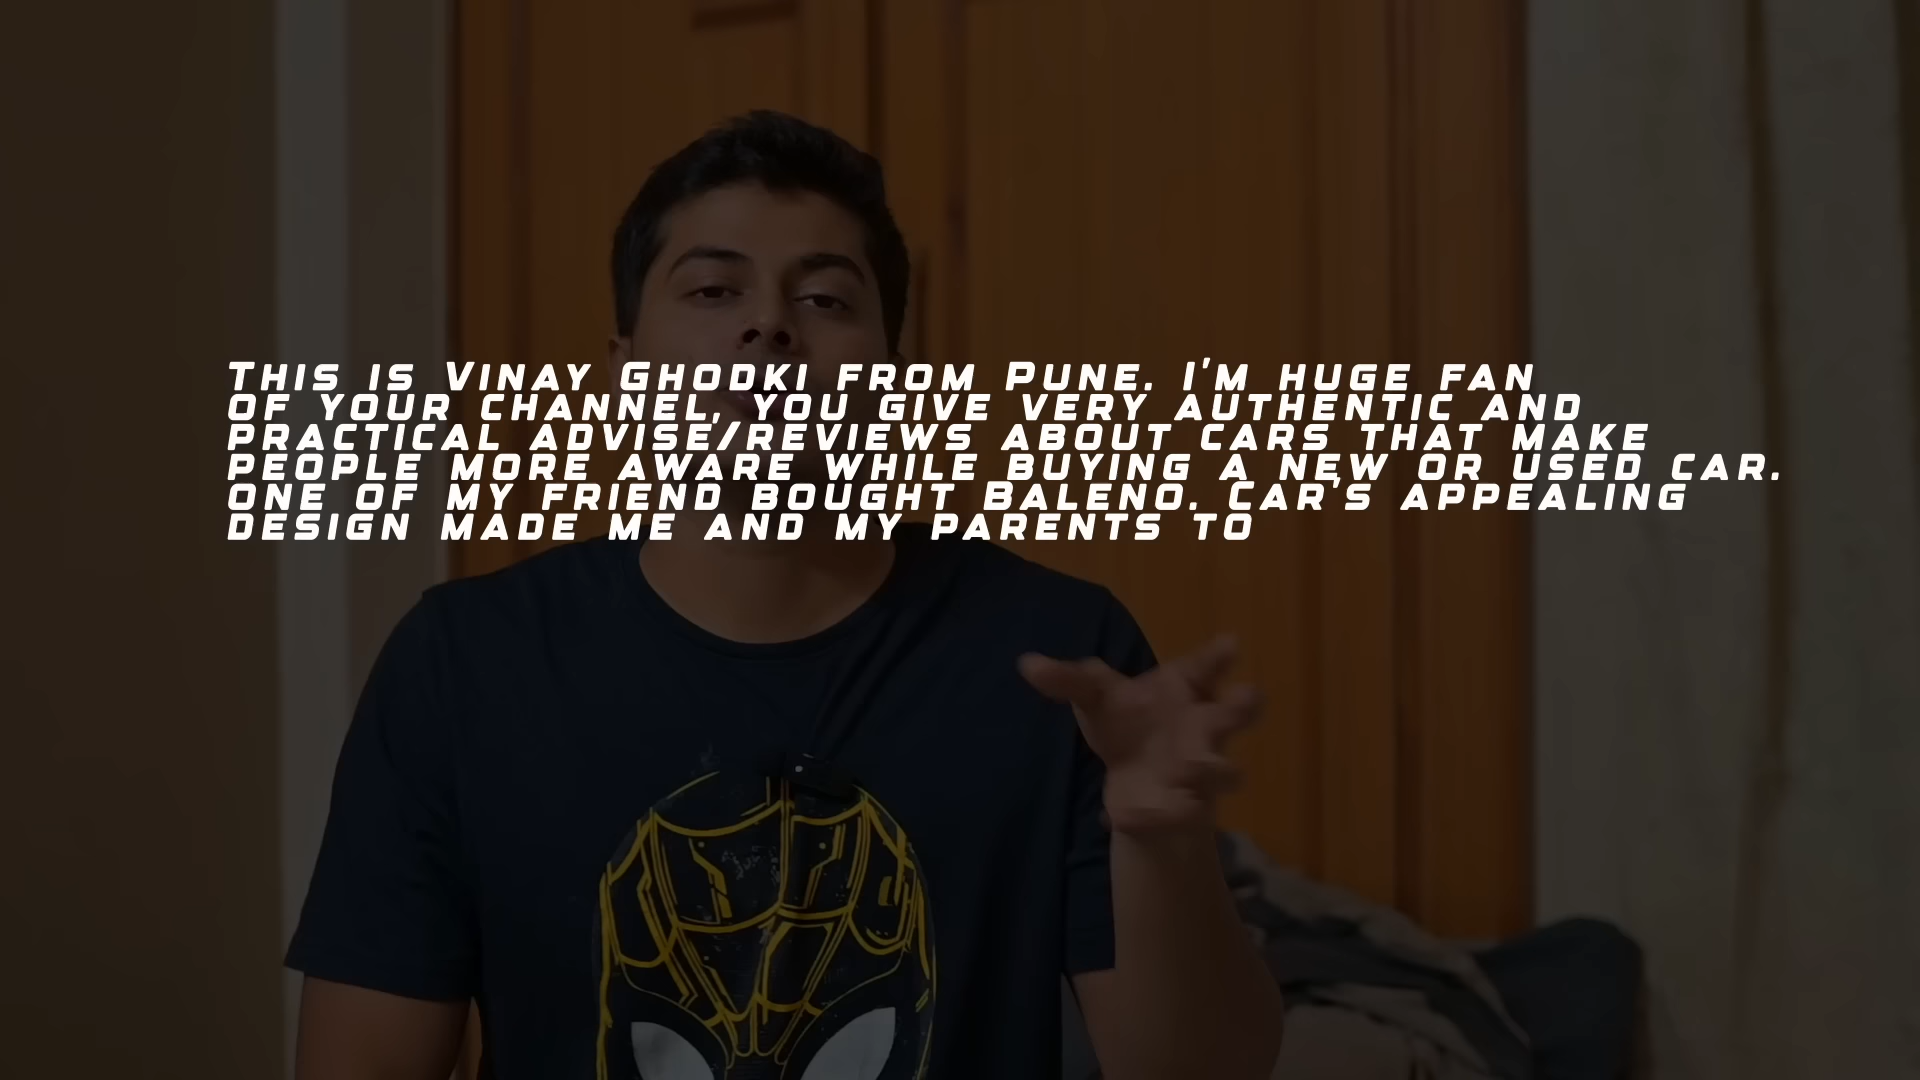 This is Vinay Ghodki from Pune. I'm huge fan
of your channel, you give very authentic and
practical advise/reviews about cars that make
people more aware while buying a new or used car.
one of my friend bought Baleno. Car's appealing
design made me and my parents to